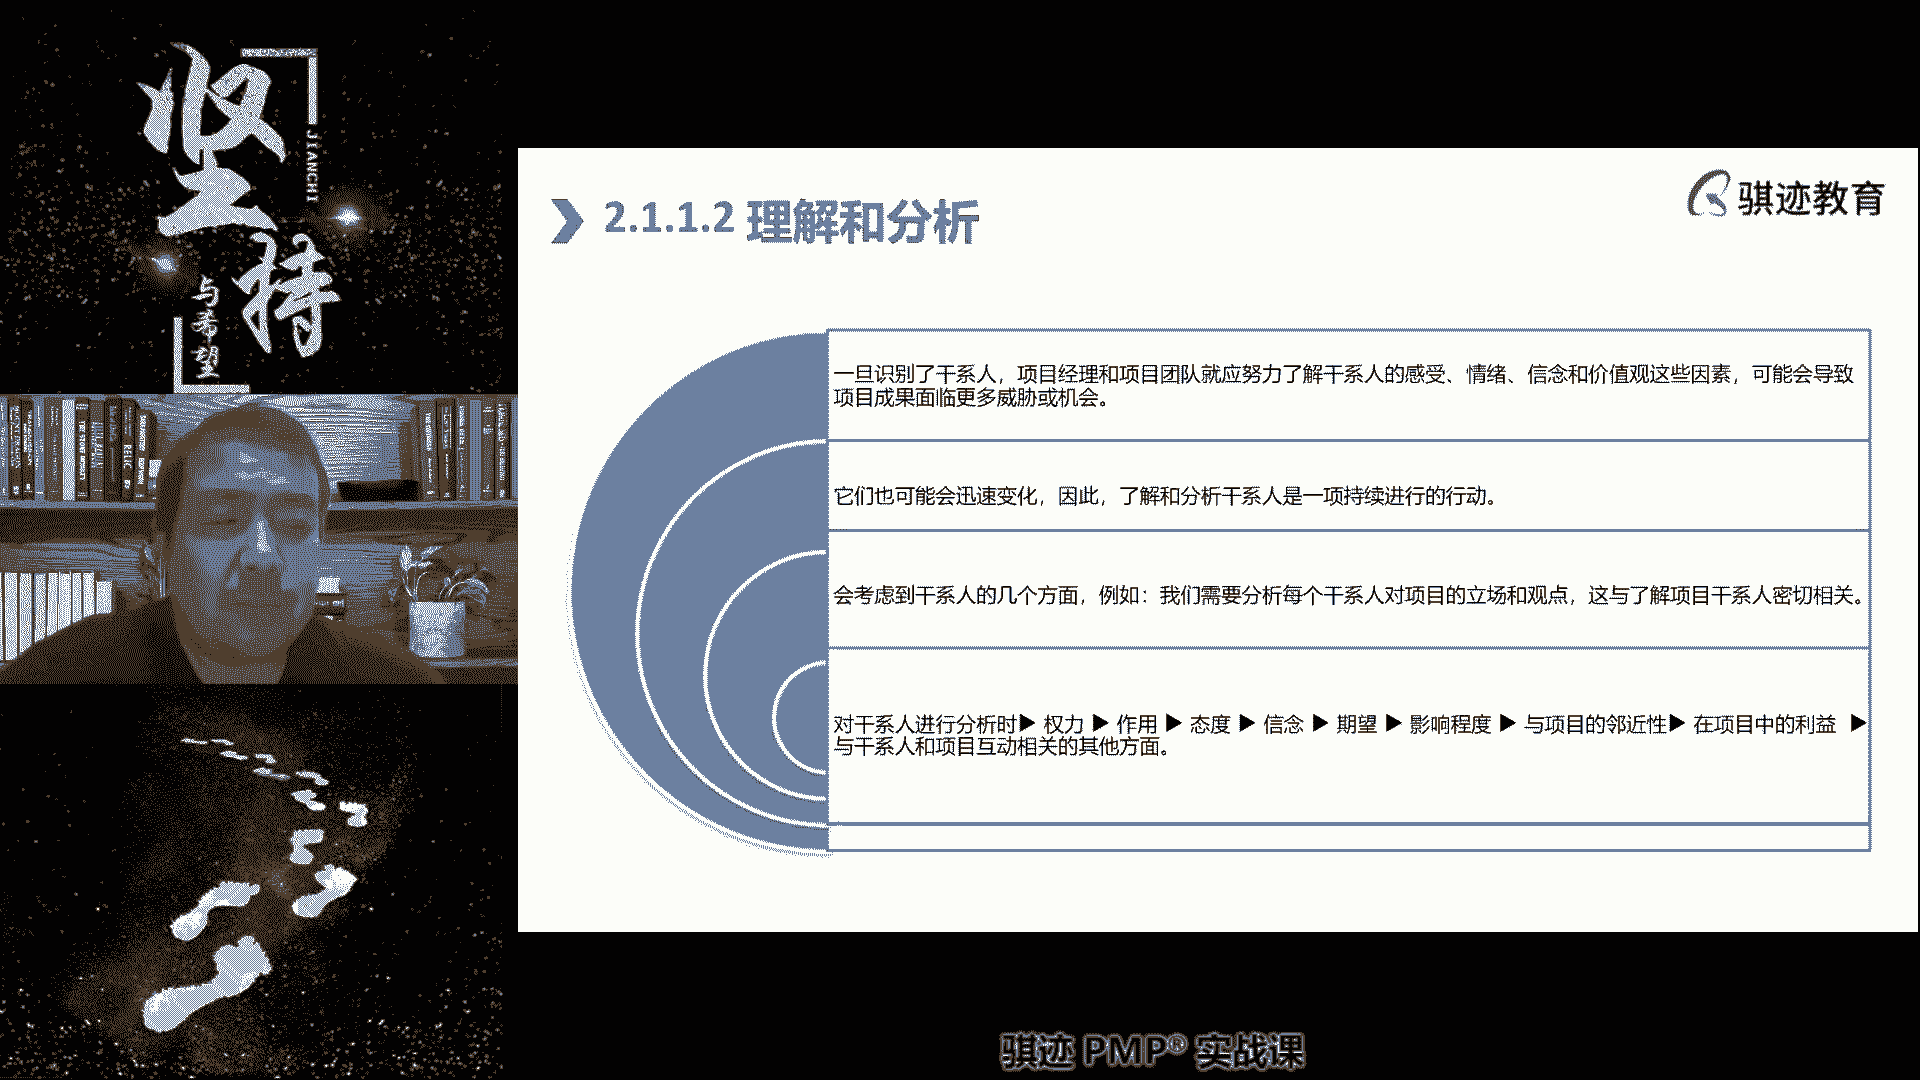 坚持
JIANCHI
与希望
2.1.1.2 理解和分析
骐迹教育
一旦识别了干系人，项目经理和项目团队就应努力了解干系人的感受、情绪、信念和价值观这些因素，可能会导致
项目成果面临更多威胁或机会。
它们也可能会迅速变化，因此，了解和分析干系人是一项持续进行的行动。
会考虑到干系人的几个方面，例如：我们需要分析每个干系人对项目的立场和观点，这与了解项目干系人密切相关。
对干系人进行分析时▶ 权力 ▶ 作用 ▶ 态度 ▶ 信念 ▶ 期望 ▶ 影响程度 ▶ 与项目的邻近性▶ 在项目中的利益 ▶
与干系人和项目互动相关的其他方面。
RELIC
骐迹 PMP® 实战课